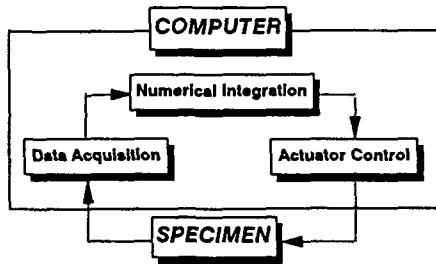 COMPUTER
Numerical Integration
Data Acquisition
Actuator Control
SPECIMEN